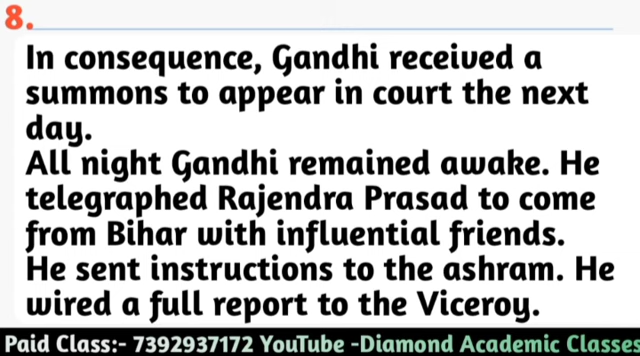 8.
In consequence, Gandhi received a
summons to appear in court the next
day.
All night Gandhi remained awake. He
telegraphed Rajendra Prasad to come
from Bihar with influential friends.
He sent instructions to the ashram. He
wired a full report to the Viceroy.
Paid Class:- 7392937172 YouTube -Diamond Academic Classes